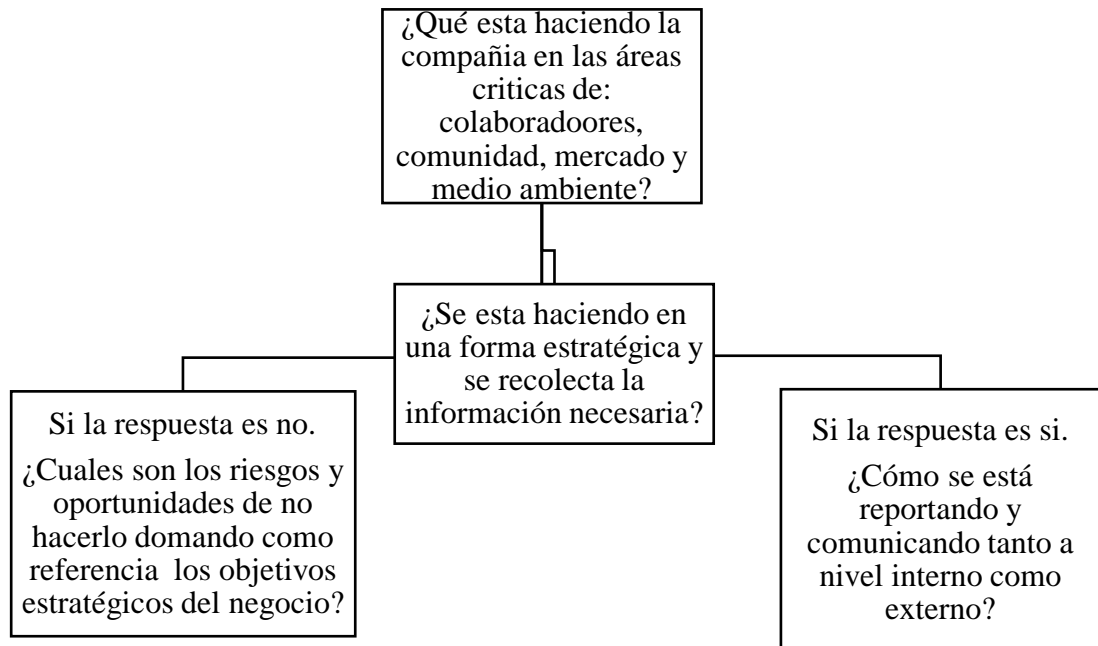 ¿Qué esta haciendo la
compañia en las áreas
criticas de:
colaboradoores,
comunidad, mercado y
medio ambiente?
¿Se esta haciendo en
una forma estratégica y
se recolecta la
información necesaria?
Si la respuesta es no.
¿Cuales son los riesgos y
oportunidades de no
hacerlo domando como
referencia los objetivos
estratégicos del negocio?
Si la respuesta es si.
¿Cómo se está
reportando y
comunicando tanto a
nivel interno como
externo?